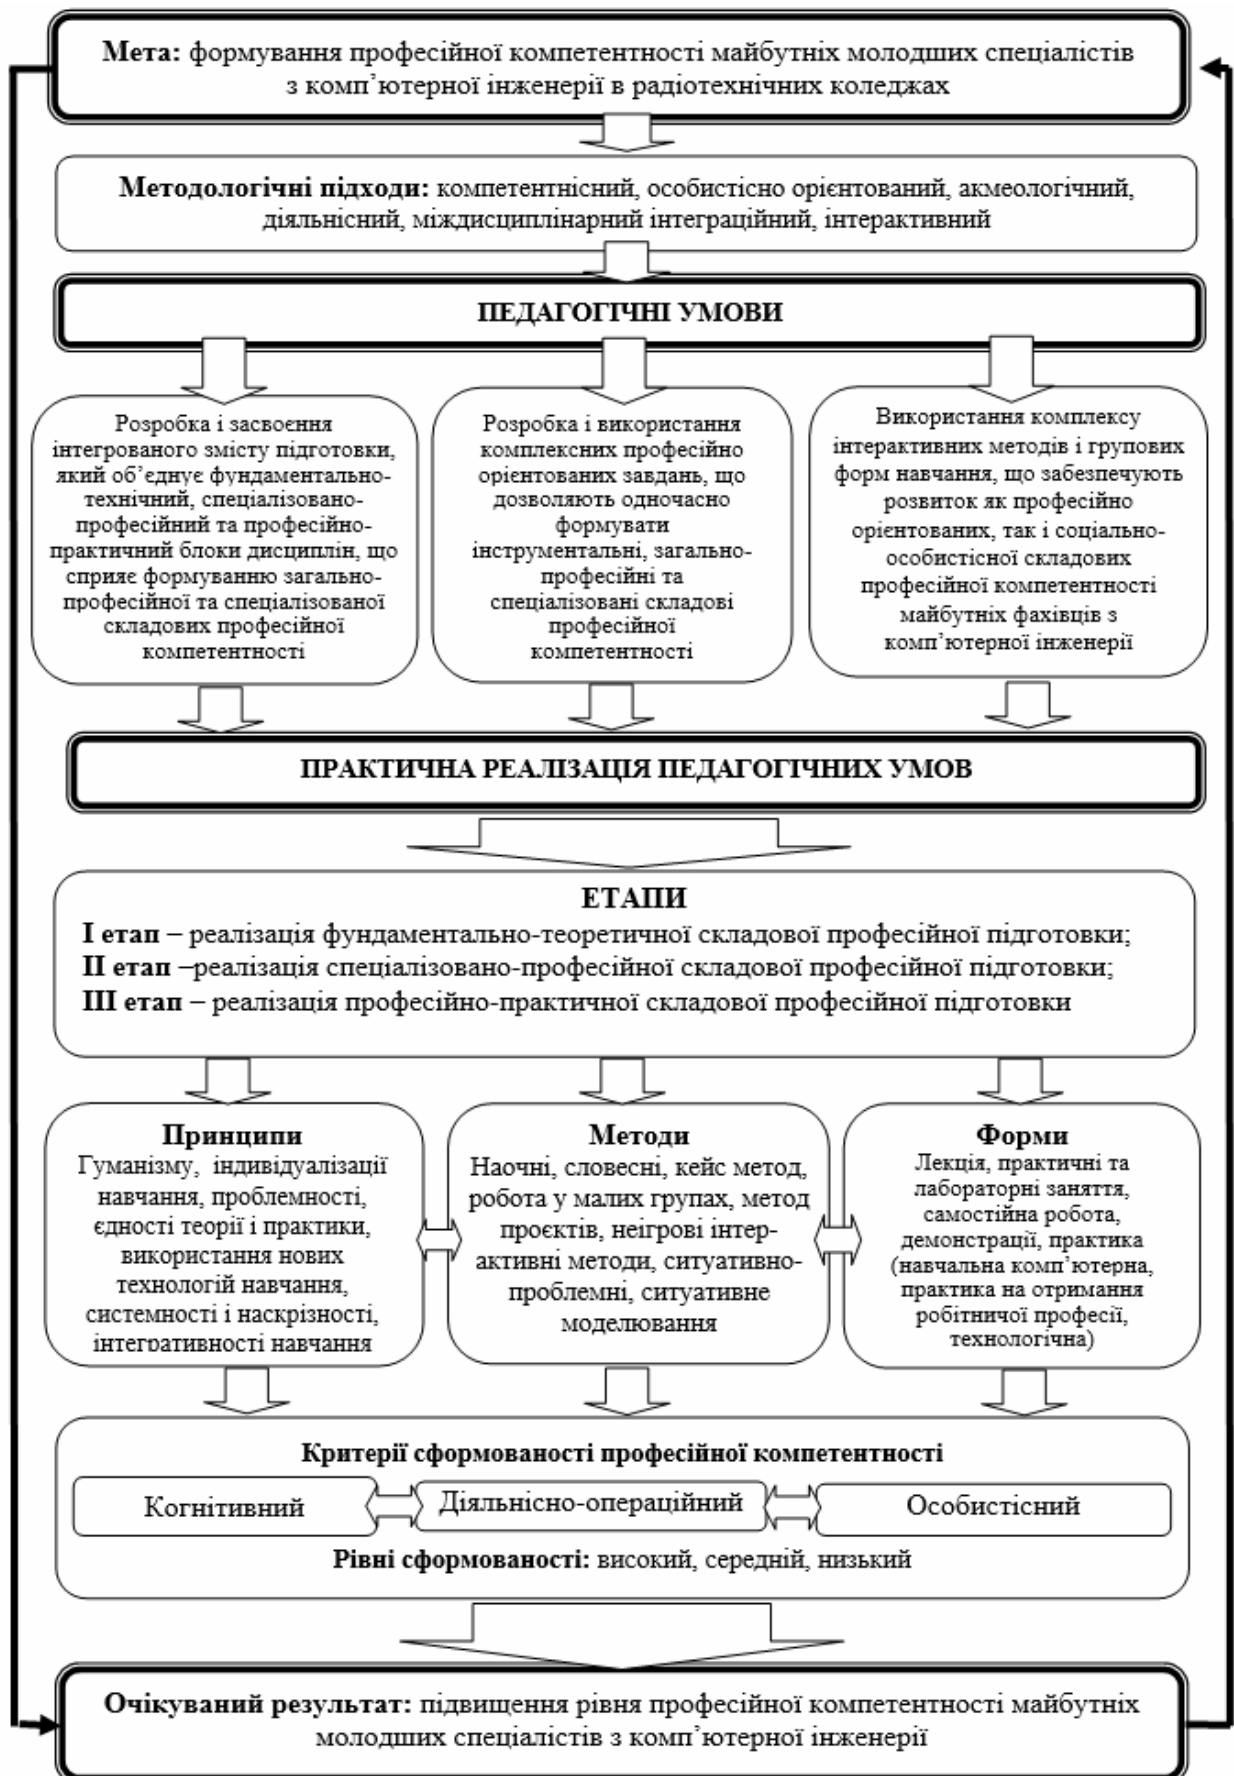 Мета: формування професійної компетентності майбутніх молодших спеціалістів
з комп’ютерної інженерії в радіотехнічних коледжах
Методологічні підходи: компетентнісний, особистісно орієнтований, акмеологічний,
діяльнісний, міждисциплінарний інтеграційний, інтерактивний
ПЕДАГОГІЧНІ УМОВИ
Розробка і засвоєння
інтегрованого змісту підготовки,
який об’єднує фундаментально-
технічний, спеціалізовано-
професійний та професійно-
практичний блоки дисциплін, що
сприяє формуванню загально-
професійної та спеціалізованої
складових професійної
компетентності
Розробка і використання
комплексних професійно
орієнтованих завдань, що
дозволяють одночасно
формувати
інструментальні, загально-
професійні та
спеціалізовані складові
професійної
компетентності
Використання комплексу
інтерактивних методів і групових
форм навчання, що забезпечують
розвиток як професійно
орієнтованих, так і соціально-
особистісної складових
професійної компетентності
майбутніх фахівців з
комп’ютерної інженерії
ПРАКТИЧНА РЕАЛІЗАЦІЯ ПЕДАГОГІЧНИХ УМОВ
ЕТАПИ
І етап – реалізація фундаментально-теоретичної складової професійної підготовки;
ІІ етап –реалізація спеціалізовано-професійної складової професійної підготовки;
ІІІ етап – реалізація професійно-практичної складової професійної підготовки
Принципи
Гуманізму, індивідуалізації
навчання, проблемності,
єдності теорії і практики,
використання нових
технологій навчання,
системності і наскрізності,
інтегративності навчання
Методи
Наочні, словесні, кейс метод,
робота у малих групах, метод
проєктів, неігрові інтер-
активні методи, ситуативно-
проблемні, ситуативне
моделювання
Форми
Лекція, практичні та
лабораторні заняття,
самостійна робота,
демонстрації, практика
(навчальна комп’ютерна,
практика на отримання
робітничої професії,
технологічна)
Критерії сформованості професійної компетентності
Когнітивний
Діяльнісно-операційний
Особистісний
Рівні сформованості: високий, середній, низький
Очікуваний результат: підвищення рівня професійної компетентності майбутніх
молодших спеціалістів з комп’ютерної інженерії